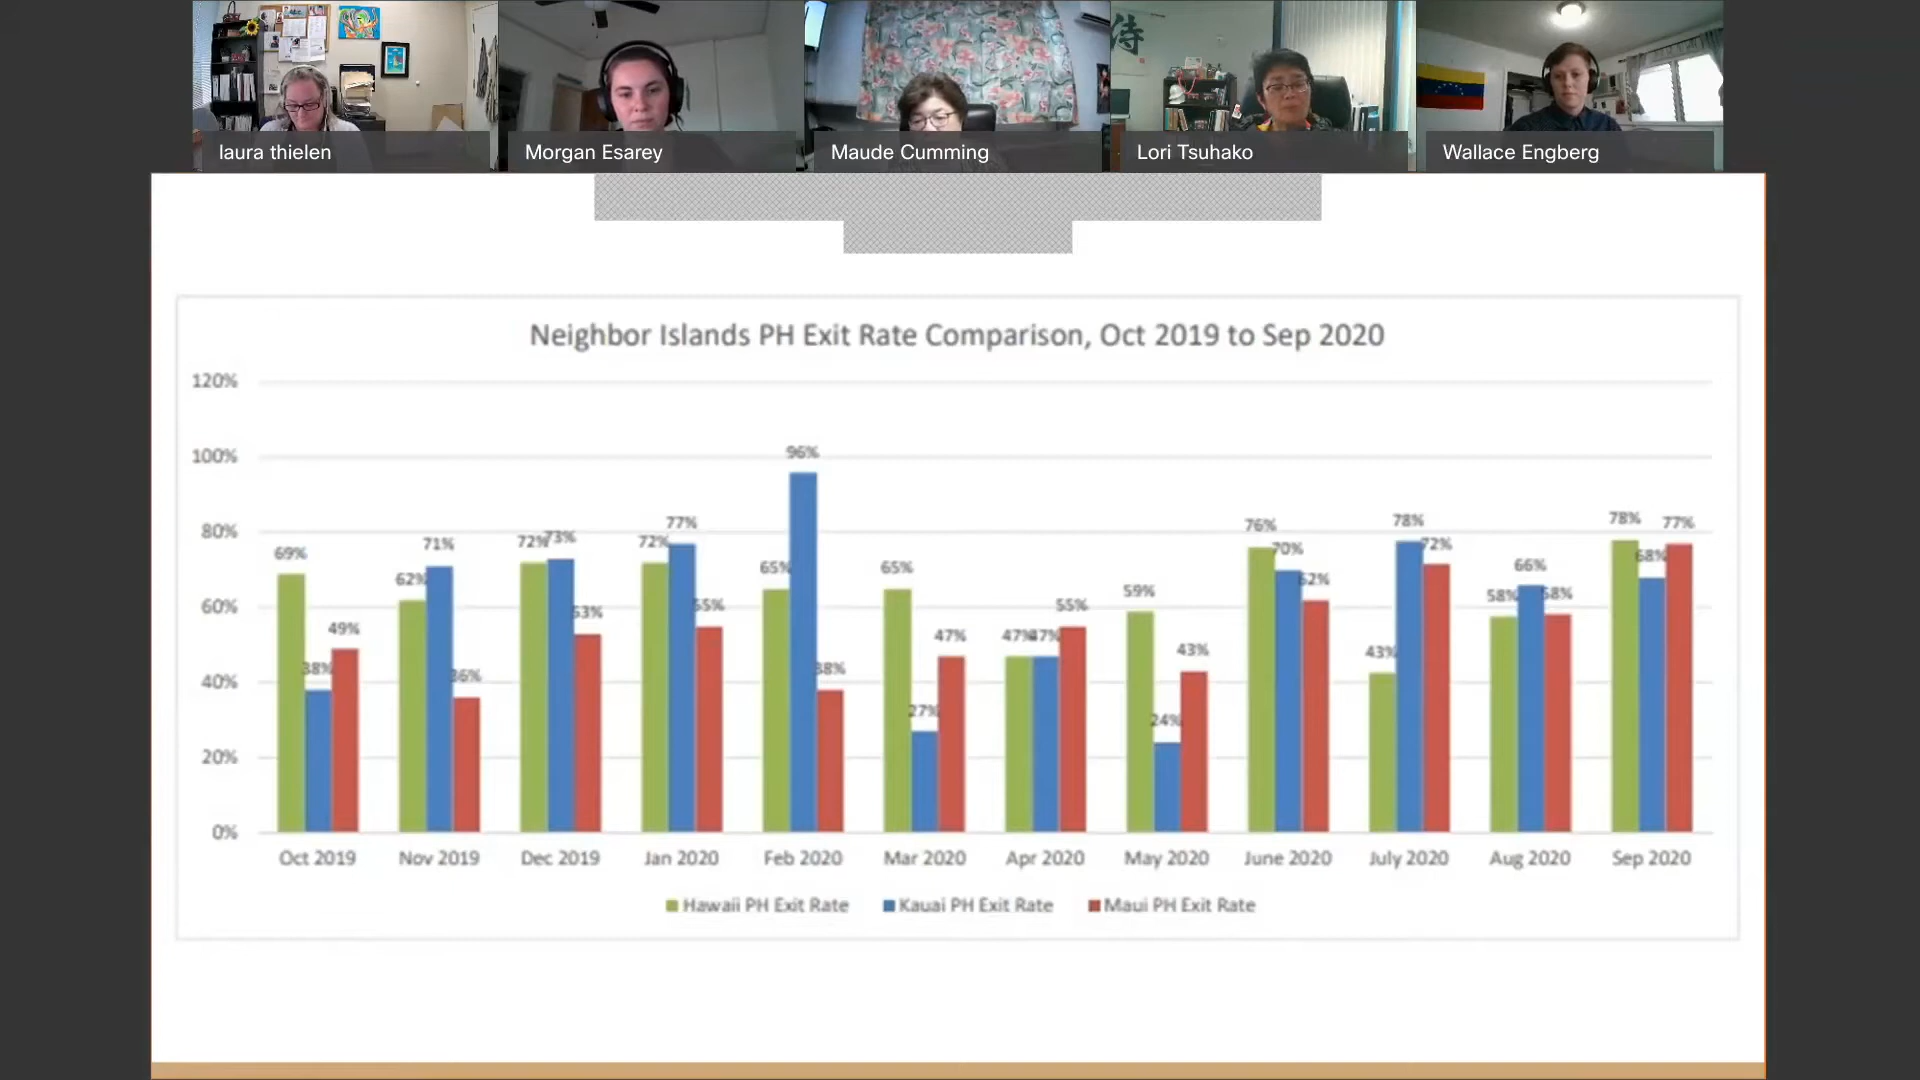 laura thielen
Morgan Esarey
Maude Cumming
Lori Tsuhako
Wallace Engberg
侍
Neighbor Islands PH Exit Rate Comparison, Oct 2019 to Sep 2020
120%
100%
80%
60%
40%
20%
0%
69% 38% 49%
62% 71% 36%
72% 73% 53%
72% 77% 55%
65% 96% 38%
65% 27% 47%
47% 47% 55%
59% 24% 43%
76% 70% 62%
43% 78% 72%
58% 66% 58%
78% 68% 77%
Oct 2019 Nov 2019 Dec 2019 Jan 2020 Feb 2020 Mar 2020 Apr 2020 May 2020 June 2020 July 2020 Aug 2020 Sep 2020
Hawaii PH Exit Rate Kauai PH Exit Rate Maui PH Exit Rate